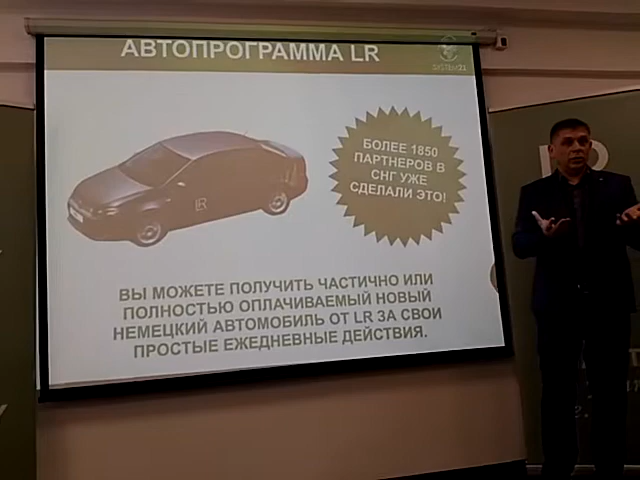 АВТОПРОГРАММА LR
SYSTEM21
БОЛЕЕ 1850
ПАРТНЕРОВ В
СНГ УЖЕ
СДЕЛАЛИ ЭТО!
LR
LR
ВЫ МОЖЕТЕ ПОЛУЧИТЬ ЧАСТИЧНО ИЛИ
ПОЛНОСТЬЮ ОПЛАЧИВАЕМЫЙ НОВЫЙ
НЕМЕЦКИЙ АВТОМОБИЛЬ ОТ LR ЗА СВОИ
ПРОСТЫЕ ЕЖЕДНЕВНЫЕ ДЕЙСТВИЯ.